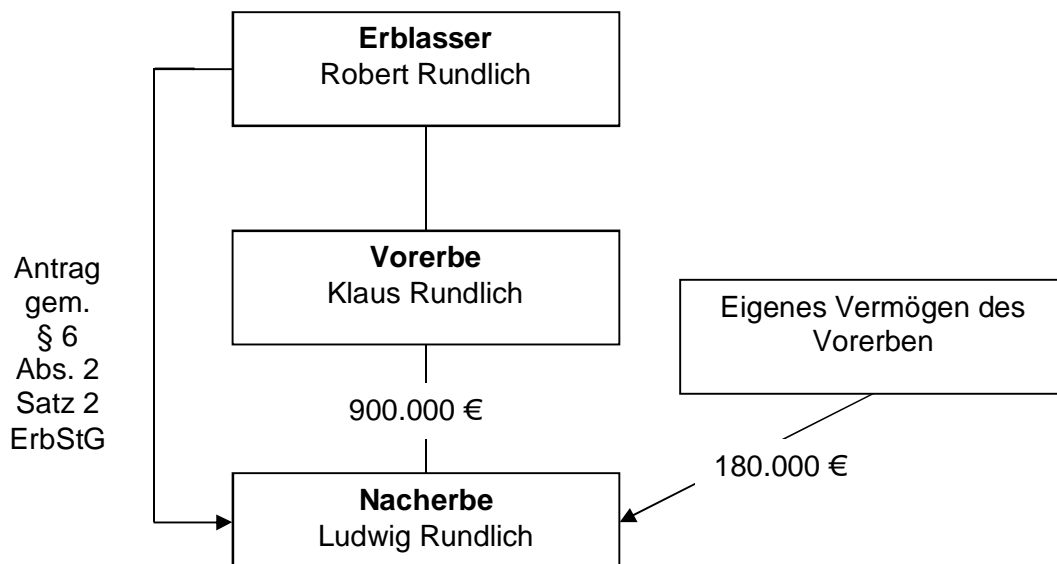 Erblasser
Robert Rundlich
Vorerbe
Klaus Rundlich
Antrag
gem.
§ 6
Abs. 2
Satz 2
ErbStG
Eigenes Vermögen des
Vorerben
900.000 €
180.000 €
Nacherbe
Ludwig Rundlich